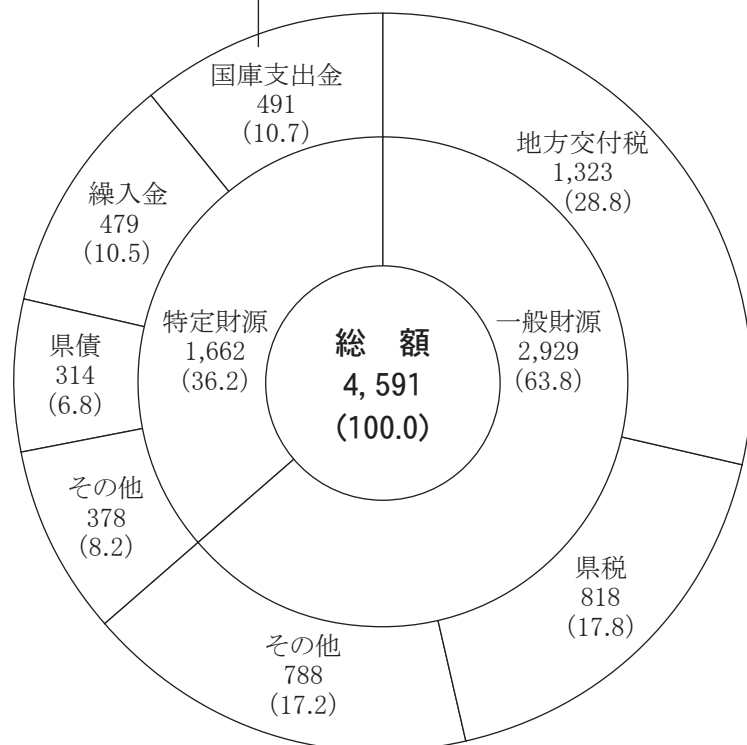 国庫支出金
491
(10.7)
地方交付税
1,323
(28.8)
繰入金
479
(10.5)
特定財源
1,662
(36.2)
総　額
4,591
(100.0)
一般財源
2,929
(63.8)
県債
314
(6.8)
その他
378
(8.2)
県税
818
(17.8)
その他
788
(17.2)